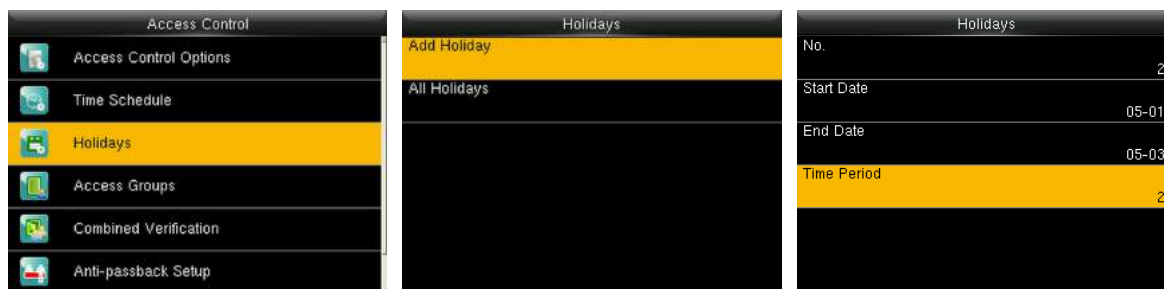 Access Control
Access Control Options
Time Schedule
Holidays
Access Groups
Combined Verification
Anti-passback Setup
Holidays
Add Holiday
All Holidays
Holidays
No.
2
Start Date
05-01
End Date
05-03
Time Period
2